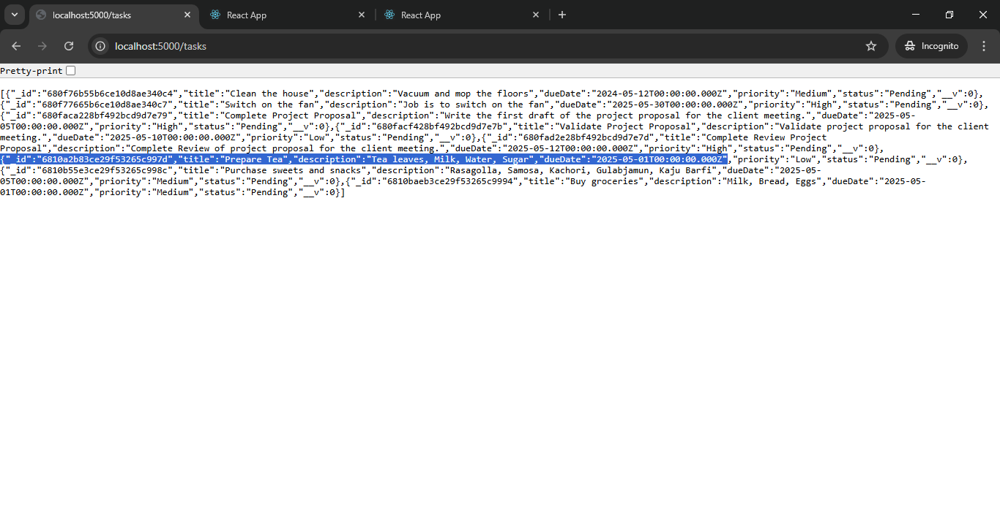 localhost:5000/tasks
React App
React App
localhost:5000/tasks
Incognito
Pretty-print
[{"_id":"680f76b55b6ce10d8ae340c4","title":"Clean the house","description":"Vacuum and mop the floors","dueDate":"2024-05-12T00:00:00.000Z","priority":"Medium","status":"Pending","__v":0},
{"_id":"680f77665b6ce10d8ae340c7","title":"Switch on the fan","description":"Job is to switch on the fan","dueDate":"2025-05-30T00:00:00.000Z","priority":"High","status":"Pending","__v":0},
{"_id":"680faca228bf492bcd9d7e79","title":"Complete Project Proposal","description":"Write the first draft of the project proposal for the client meeting.","dueDate":"2025-05-
05T00:00:00.000Z","priority":"High","status":"Pending","__v":0},{"_id":"680facf428bf492bcd9d7e7b","title":"Validate Project Proposal","description":"Validate project proposal for the client
meeting.","dueDate":"2025-05-10T00:00:00.000Z","priority":"Low","status":"Pending","__v":0},{"_id":"680fad2e28bf492bcd9d7e7d","title":"Complete Review Project
Proposal","description":"Complete Review of project proposal for the client meeting.","dueDate":"2025-05-12T00:00:00.000Z","priority":"High","status":"Pending","__v":0},
{"_id":"6810a2b83ce29f53265c997d","title":"Prepare Tea","description":"Tea leaves, Milk, Water, Sugar","dueDate":"2025-05-01T00:00:00.000Z","priority":"Low","status":"Pending","__v":0},
{"_id":"6810b55e3ce29f53265c998c","title":"Purchase sweets and snacks","description":"Rasagolla, Samosa, Kachori, Gulabjamun, Kaju Barfi","dueDate":"2025-05-
05T00:00:00.000Z","priority":"Medium","status":"Pending","__v":0},{"_id":"6810baeb3ce29f53265c9994","title":"Buy groceries","description":"Milk, Bread, Eggs","dueDate":"2025-05-
01T00:00:00.000Z","priority":"Medium","status":"Pending","__v":0}]